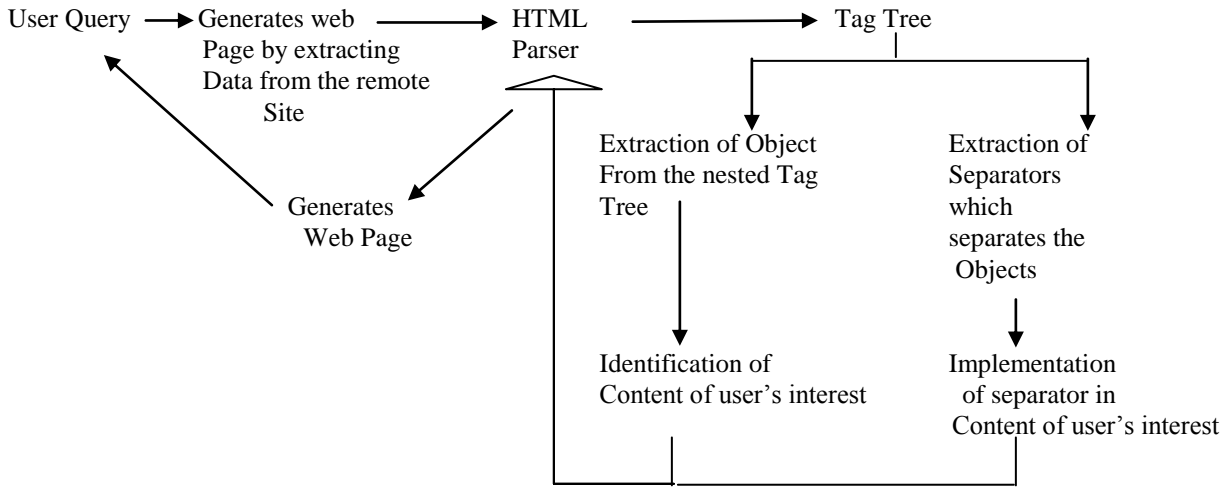 User Query
Generates web
Page by extracting
Data from the remote
Site
HTML
Parser
Tag Tree
Generates
Web Page
Extraction of Object
From the nested Tag
Tree
Extraction of
Separators
which
separates the
Objects
Identification of
Content of user's interest
Implementation
of separator in
Content of user's interest